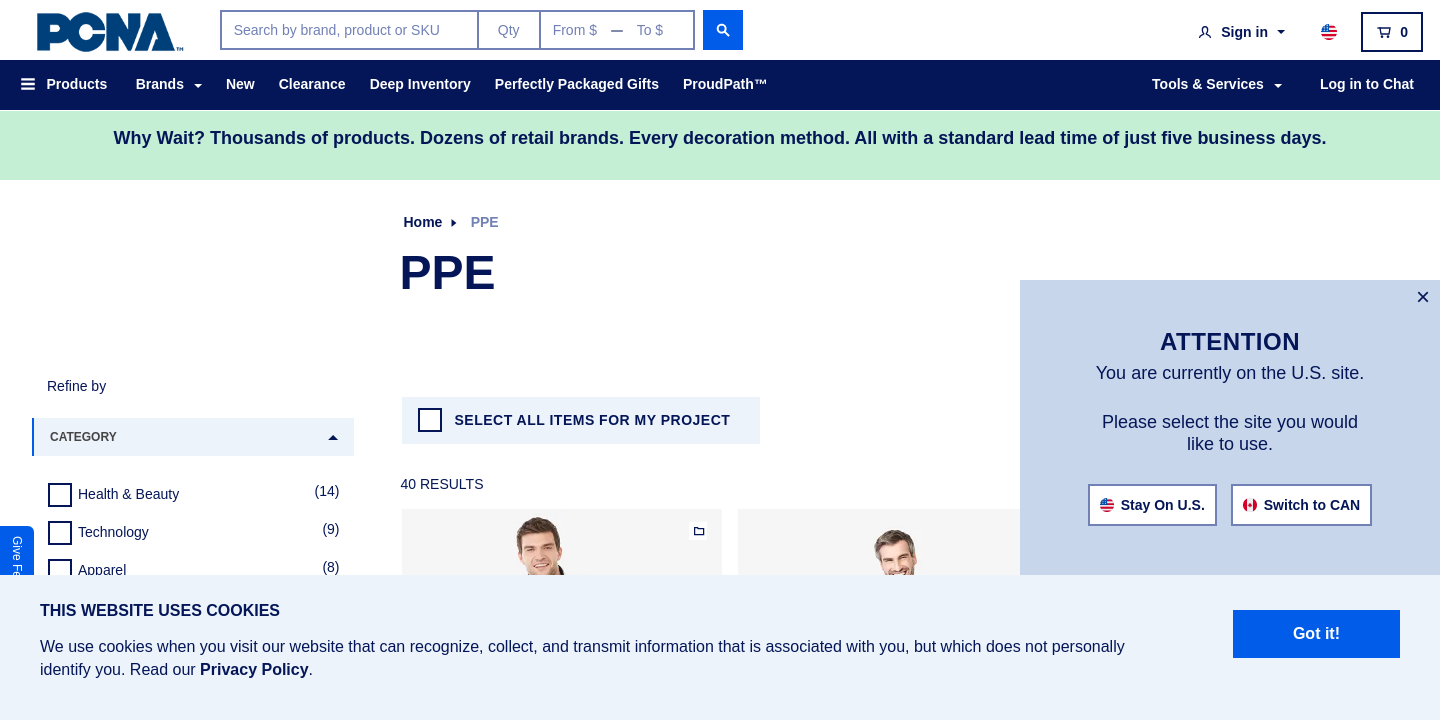 PCNA™
Search by brand, product or SKU
Qty
From $ — To $
Sign in
0
Products
Brands
New
Clearance
Deep Inventory
Perfectly Packaged Gifts
ProudPath™
Tools & Services
Log in to Chat
Why Wait? Thousands of products. Dozens of retail brands. Every decoration method. All with a standard lead time of just five business days.
Home
PPE
PPE
ATTENTION
You are currently on the U.S. site.
Please select the site you would
like to use.
Stay On U.S.
Switch to CAN
Refine by
CATEGORY
Health & Beauty (14)
Technology (9)
Apparel (8)
SELECT ALL ITEMS FOR MY PROJECT
40 RESULTS
Give Fe
THIS WEBSITE USES COOKIES
We use cookies when you visit our website that can recognize, collect, and transmit information that is associated with you, but which does not personally
identify you. Read our Privacy Policy.
Got it!